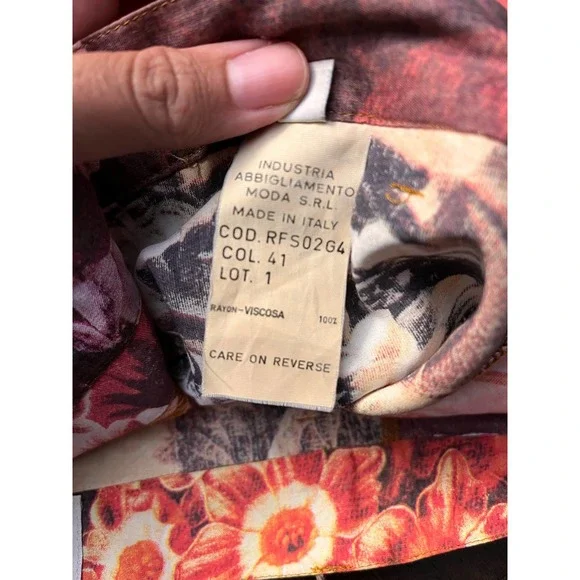 INDUSTRIA
ABBIGLIAMENTO
MODA S.R.L.
MADE IN ITALY
COD. RFS02G4
COL. 41
LOT. 1
RAYON-VISCOSA 100%
CARE ON REVERSE